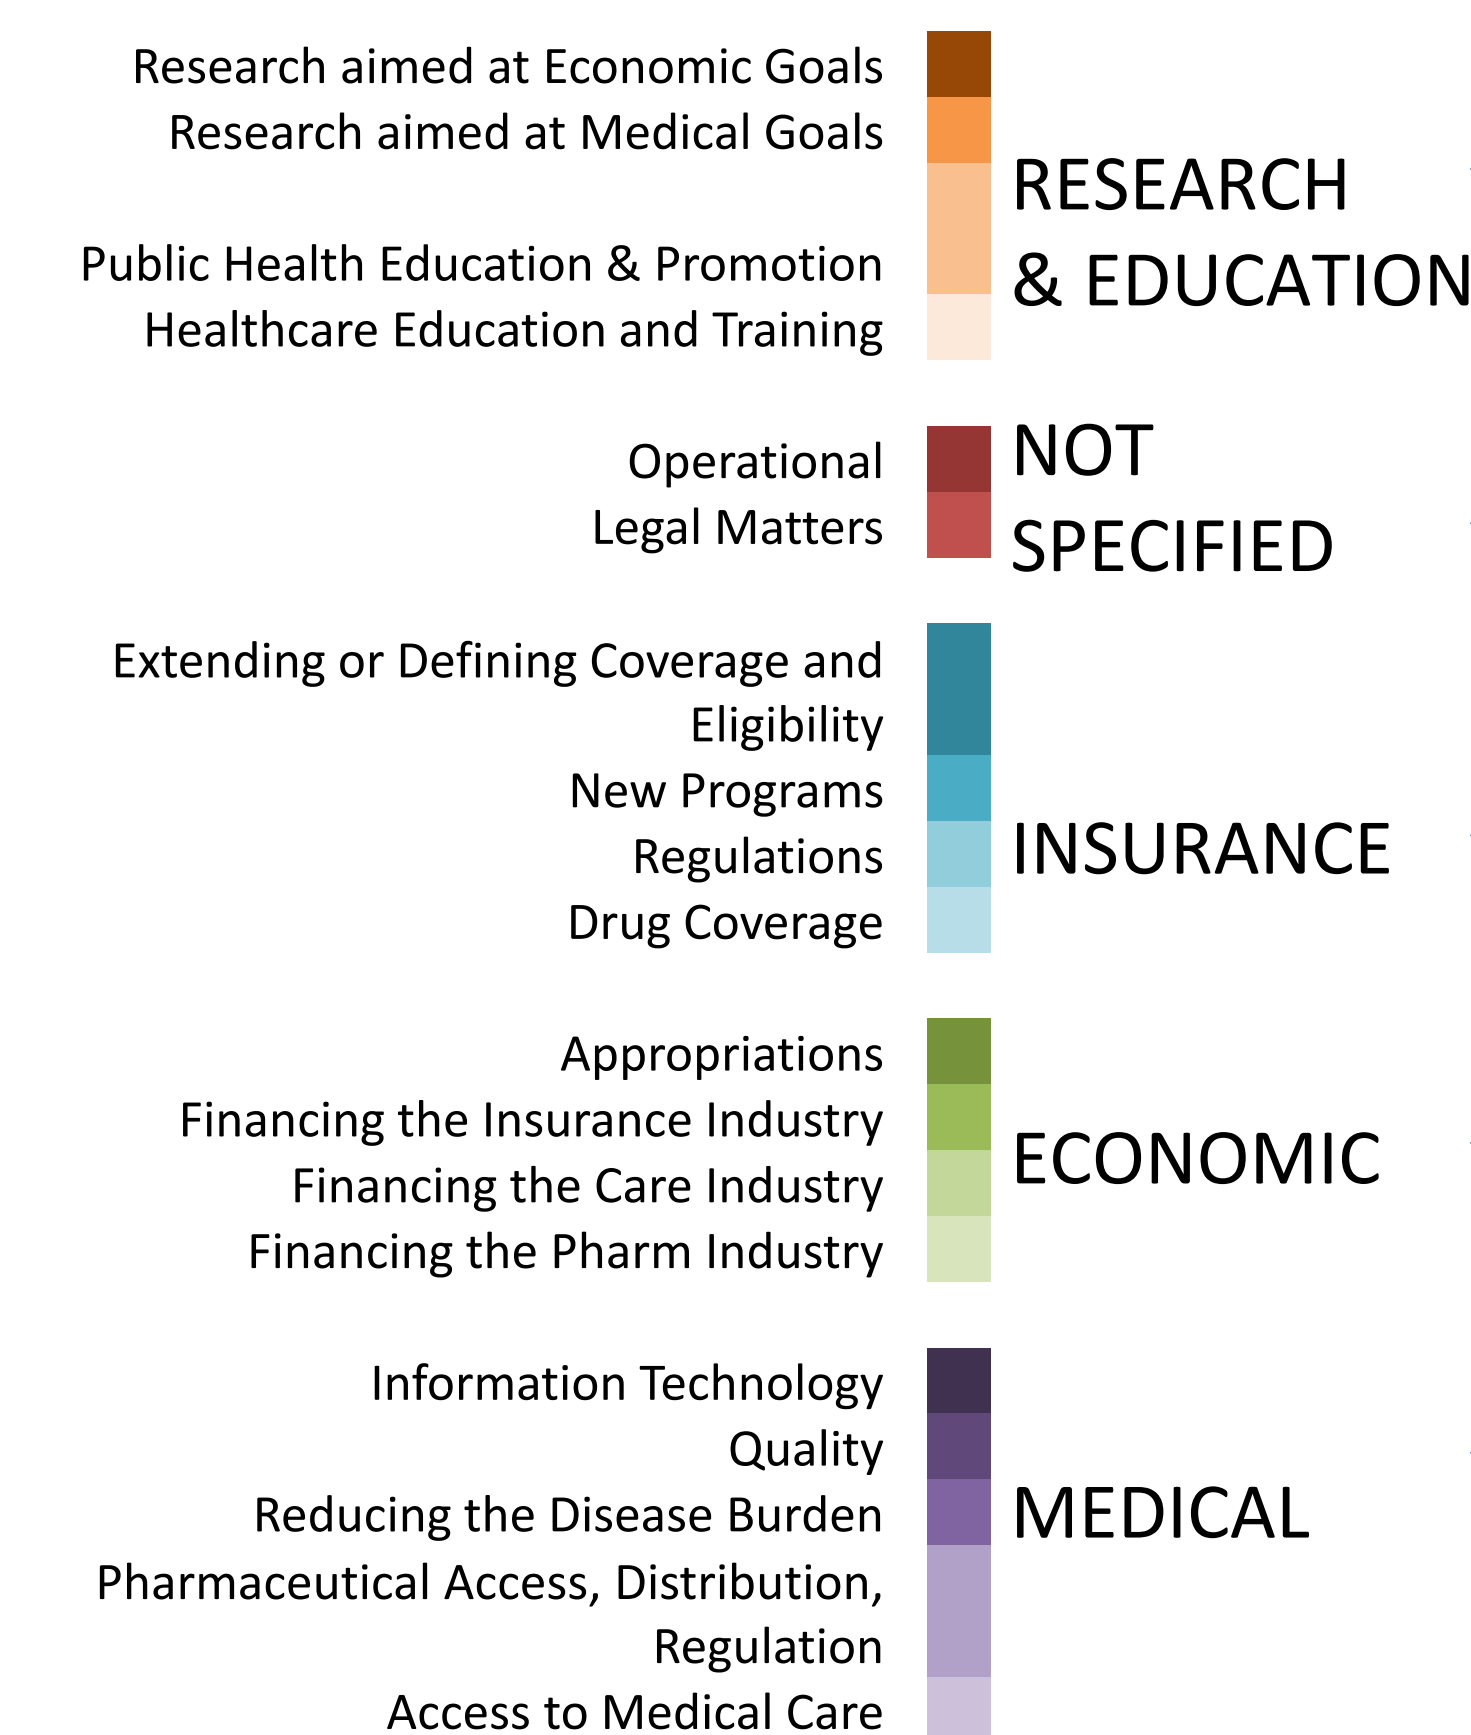 Research aimed at Economic Goals
Research aimed at Medical Goals
RESEARCH
& EDUCATION
Public Health Education & Promotion
Healthcare Education and Training
Operational
Legal Matters
NOT
SPECIFIED
Extending or Defining Coverage and
Eligibility
New Programs
Regulations
Drug Coverage
INSURANCE
Appropriations
Financing the Insurance Industry
Financing the Care Industry
Financing the Pharm Industry
ECONOMIC
Information Technology
Quality
Reducing the Disease Burden
Pharmaceutical Access, Distribution,
Regulation
Access to Medical Care
MEDICAL